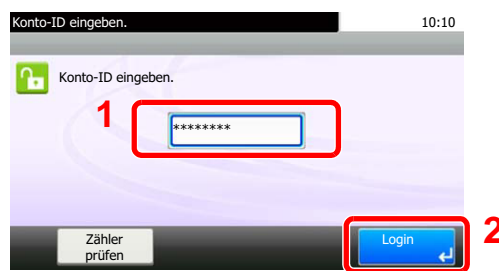 Konto-ID eingeben. 10:10
Konto-ID eingeben.
1
********
2
Zähler
prüfen
Login